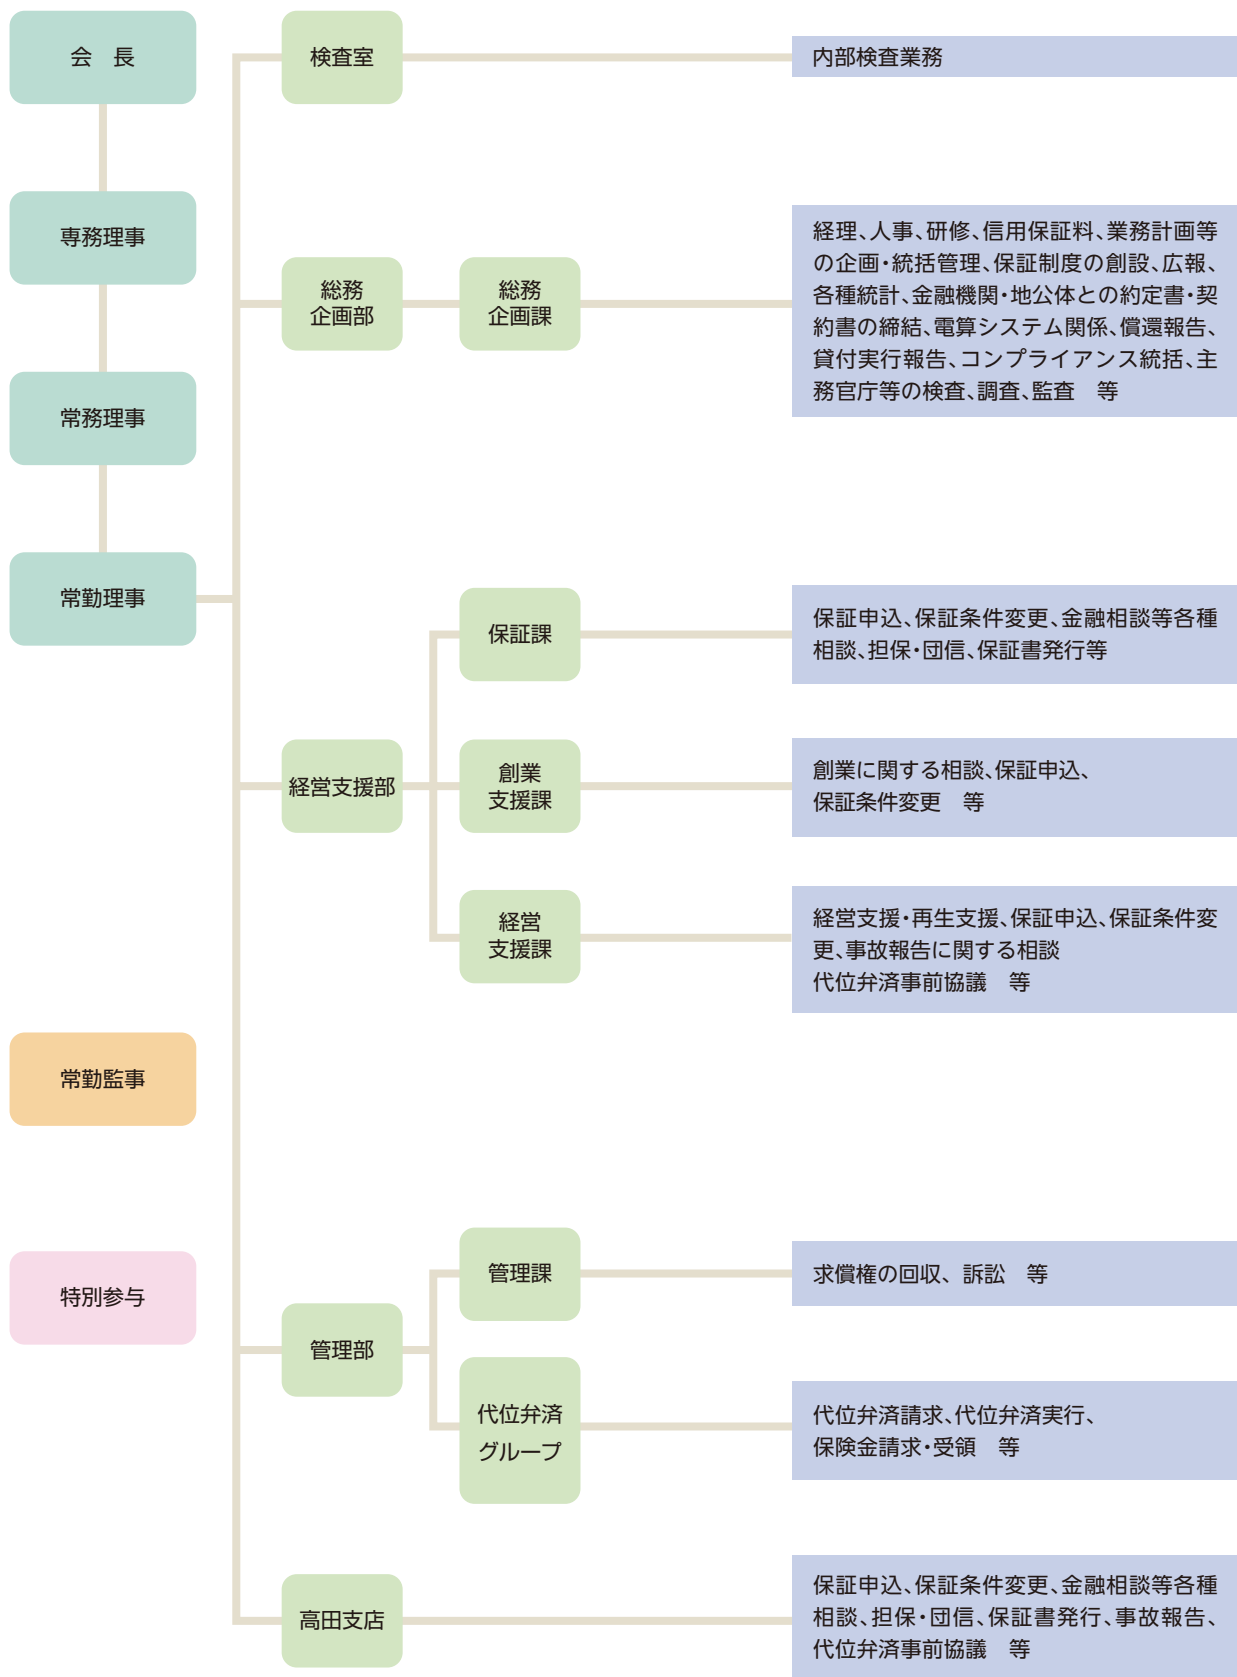 会　長
専務理事
常務理事
常勤理事
常勤監事
特別参与
検査室
内部検査業務
総務
企画部
総務
企画課
経理、人事、研修、信用保証料、業務計画等
の企画・統括管理、保証制度の創設、広報、
各種統計、金融機関・地公体との約定書・契
約書の締結、電算システム関係、償還報告、
貸付実行報告、コンプライアンス統括、主
務官庁等の検査、調査、監査　等
経営支援部
保証課
保証申込、保証条件変更、金融相談等各種
相談、担保・団信、保証書発行等
創業
支援課
創業に関する相談、保証申込、
保証条件変更　等
経営
支援課
経営支援・再生支援、保証申込、保証条件変
更、事故報告に関する相談
代位弁済事前協議　等
管理部
管理課
求償権の回収、訴訟　等
代位弁済
グループ
代位弁済請求、代位弁済実行、
保険金請求・受領　等
高田支店
保証申込、保証条件変更、金融相談等各種
相談、担保・団信、保証書発行、事故報告、
代位弁済事前協議　等